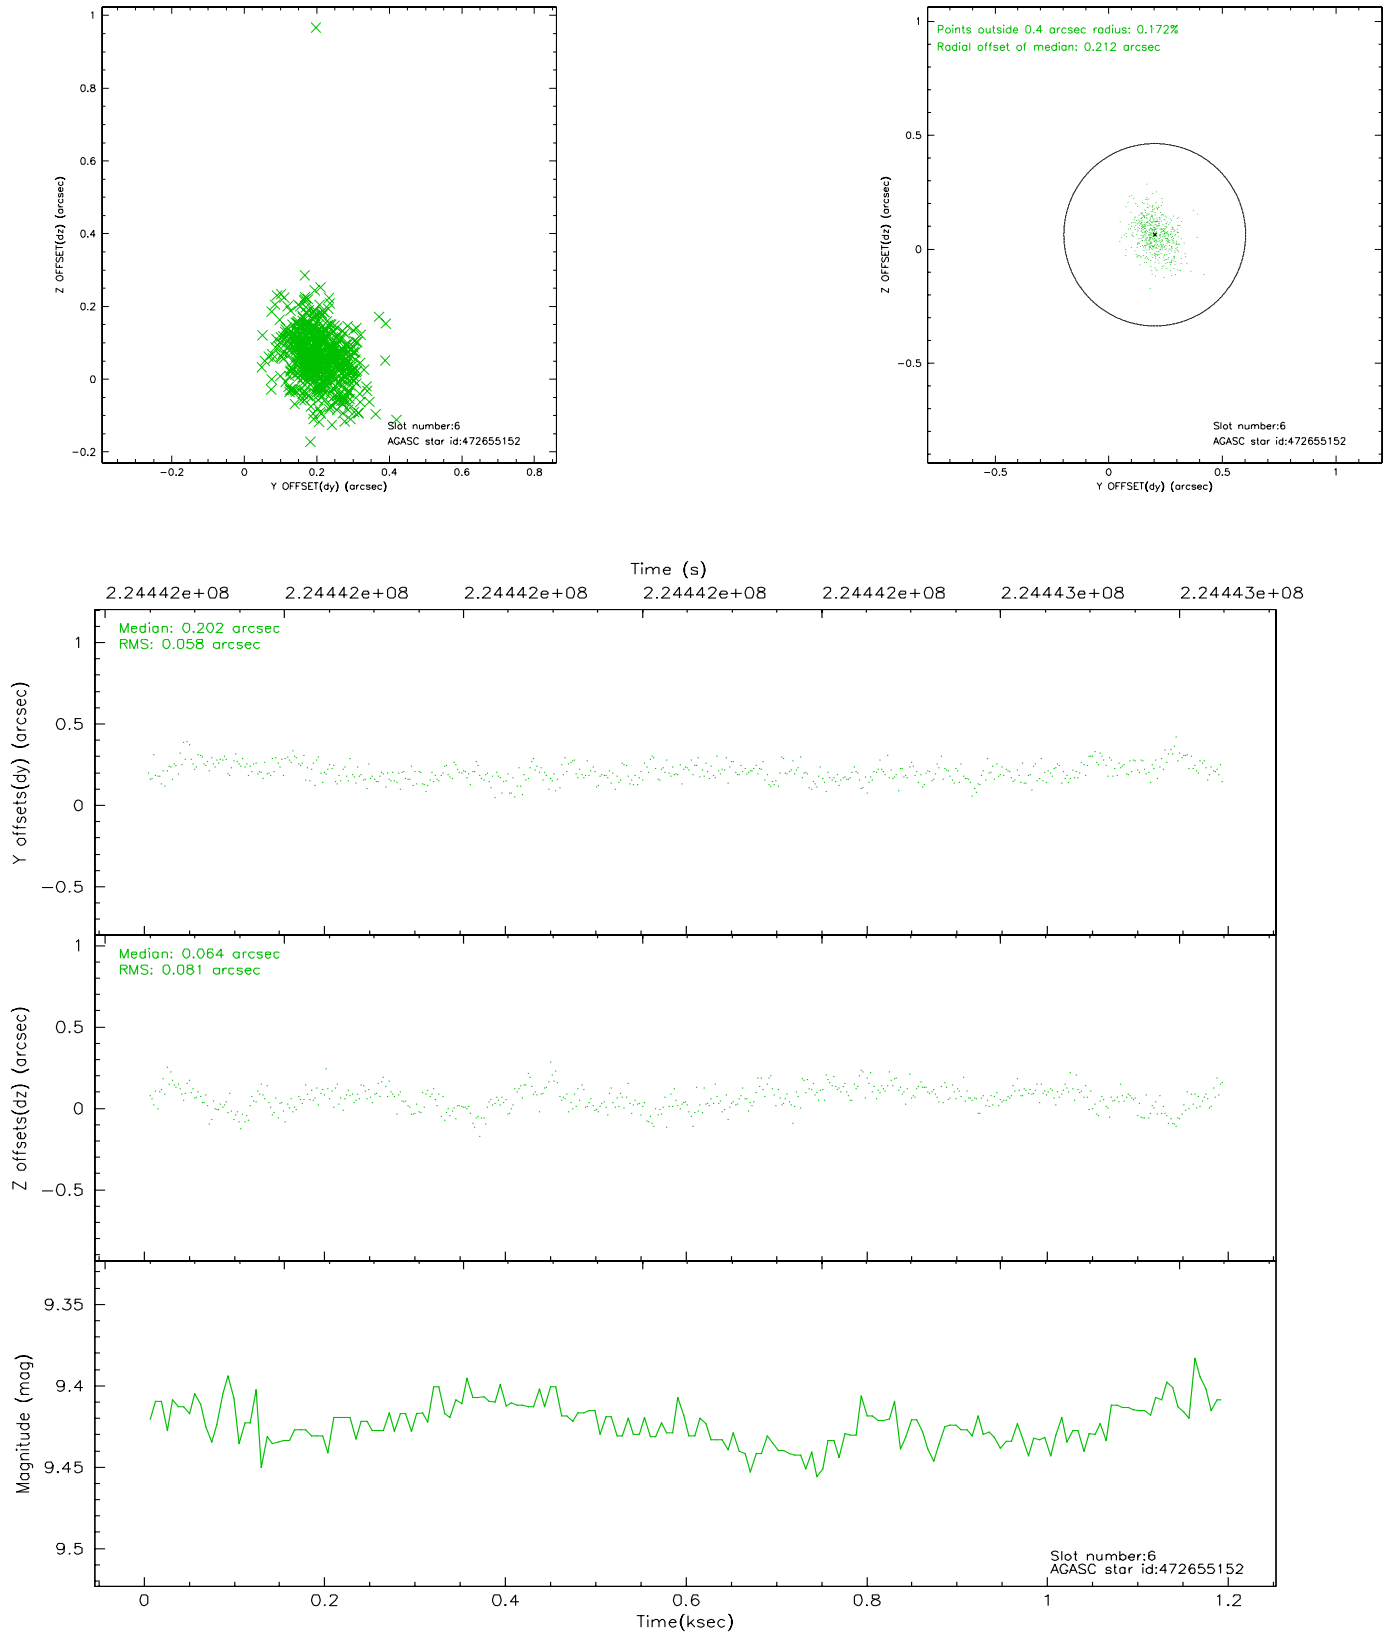 1
0.8
0.6
0.4
0.2
0
−0.2
Z OFFSET(dz) (arcsec)
−0.2 0 0.2 0.4 0.6 0.8
Y OFFSET(dy) (arcsec)
Slot number:6
AGASC star id:472655152
Points outside 0.4 arcsec radius: 0.172%
Radial offset of median: 0.212 arcsec
1
0.5
0
−0.5
Z OFFSET(dz) (arcsec)
−0.5 0 0.5 1
Y OFFSET(dy) (arcsec)
Slot number:6
AGASC star id:472655152
Time (s)
2.24442e+08 2.24442e+08 2.24442e+08 2.24442e+08 2.24442e+08 2.24443e+08 2.24443e+08
Median: 0.202 arcsec
RMS: 0.058 arcsec
1
0.5
0
−0.5
Y offsets(dy) (arcsec)
Median: 0.064 arcsec
RMS: 0.081 arcsec
1
0.5
0
−0.5
Z offsets(dz) (arcsec)
9.35
9.4
9.45
9.5
Magnitude (mag)
Slot number:6
AGASC star id:472655152
0 0.2 0.4 0.6 0.8 1 1.2
Time(ksec)